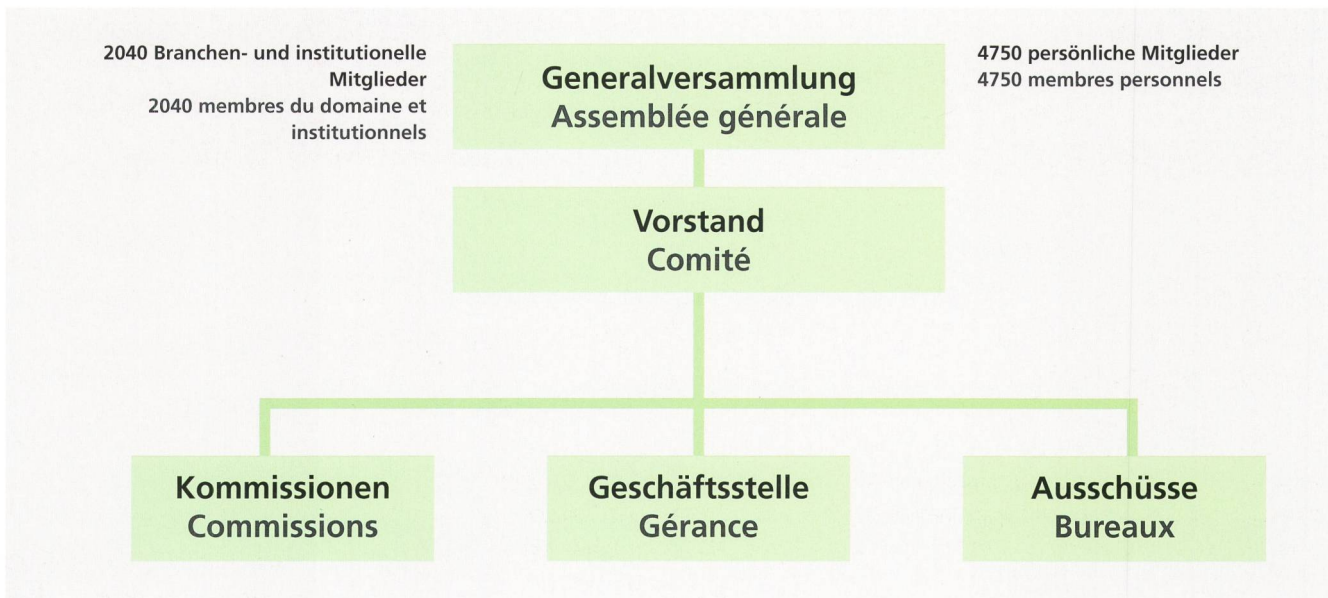 2040 Branchen- und institutionelle
Mitglieder
2040 membres du domaine et
institutionnels
Generalversammlung
Assemblée générale
4750 persönliche Mitglieder
4750 membres personnels
Vorstand
Comité
Kommissionen
Commissions
Geschäftsstelle
Gérance
Ausschüsse
Bureaux